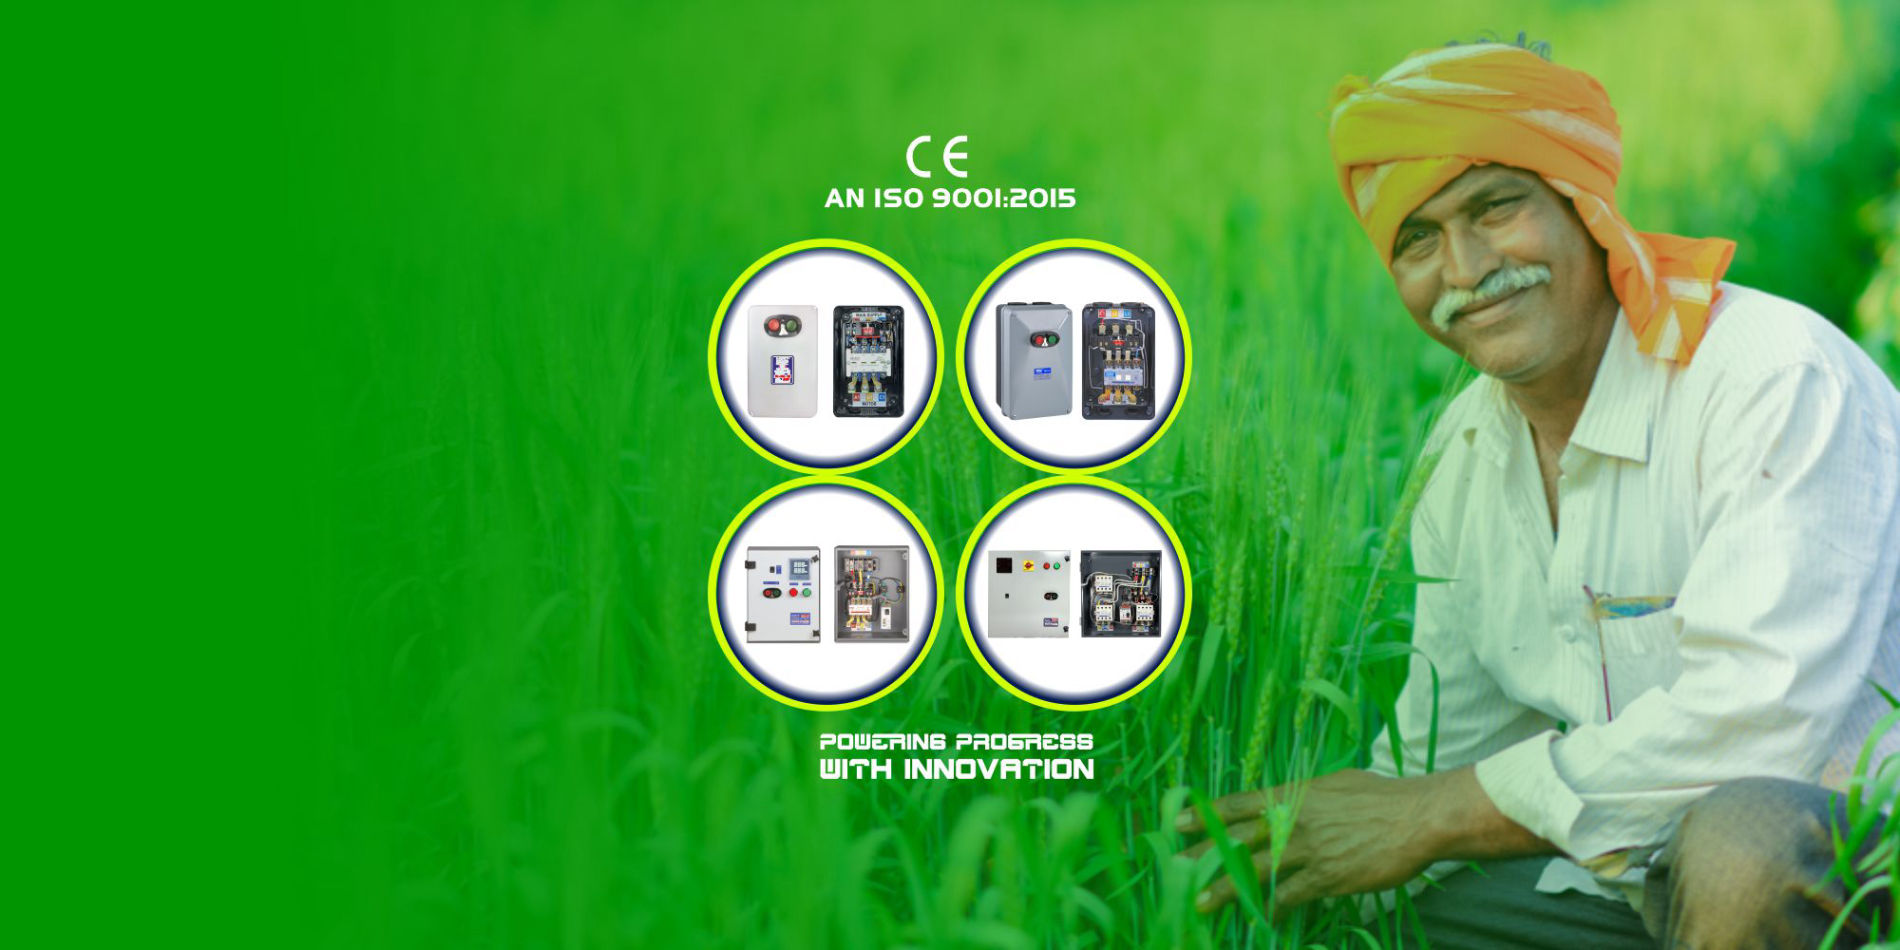 CE
AN ISO 9001:2015
POWERING PROGRESS
WITH INNOVATION